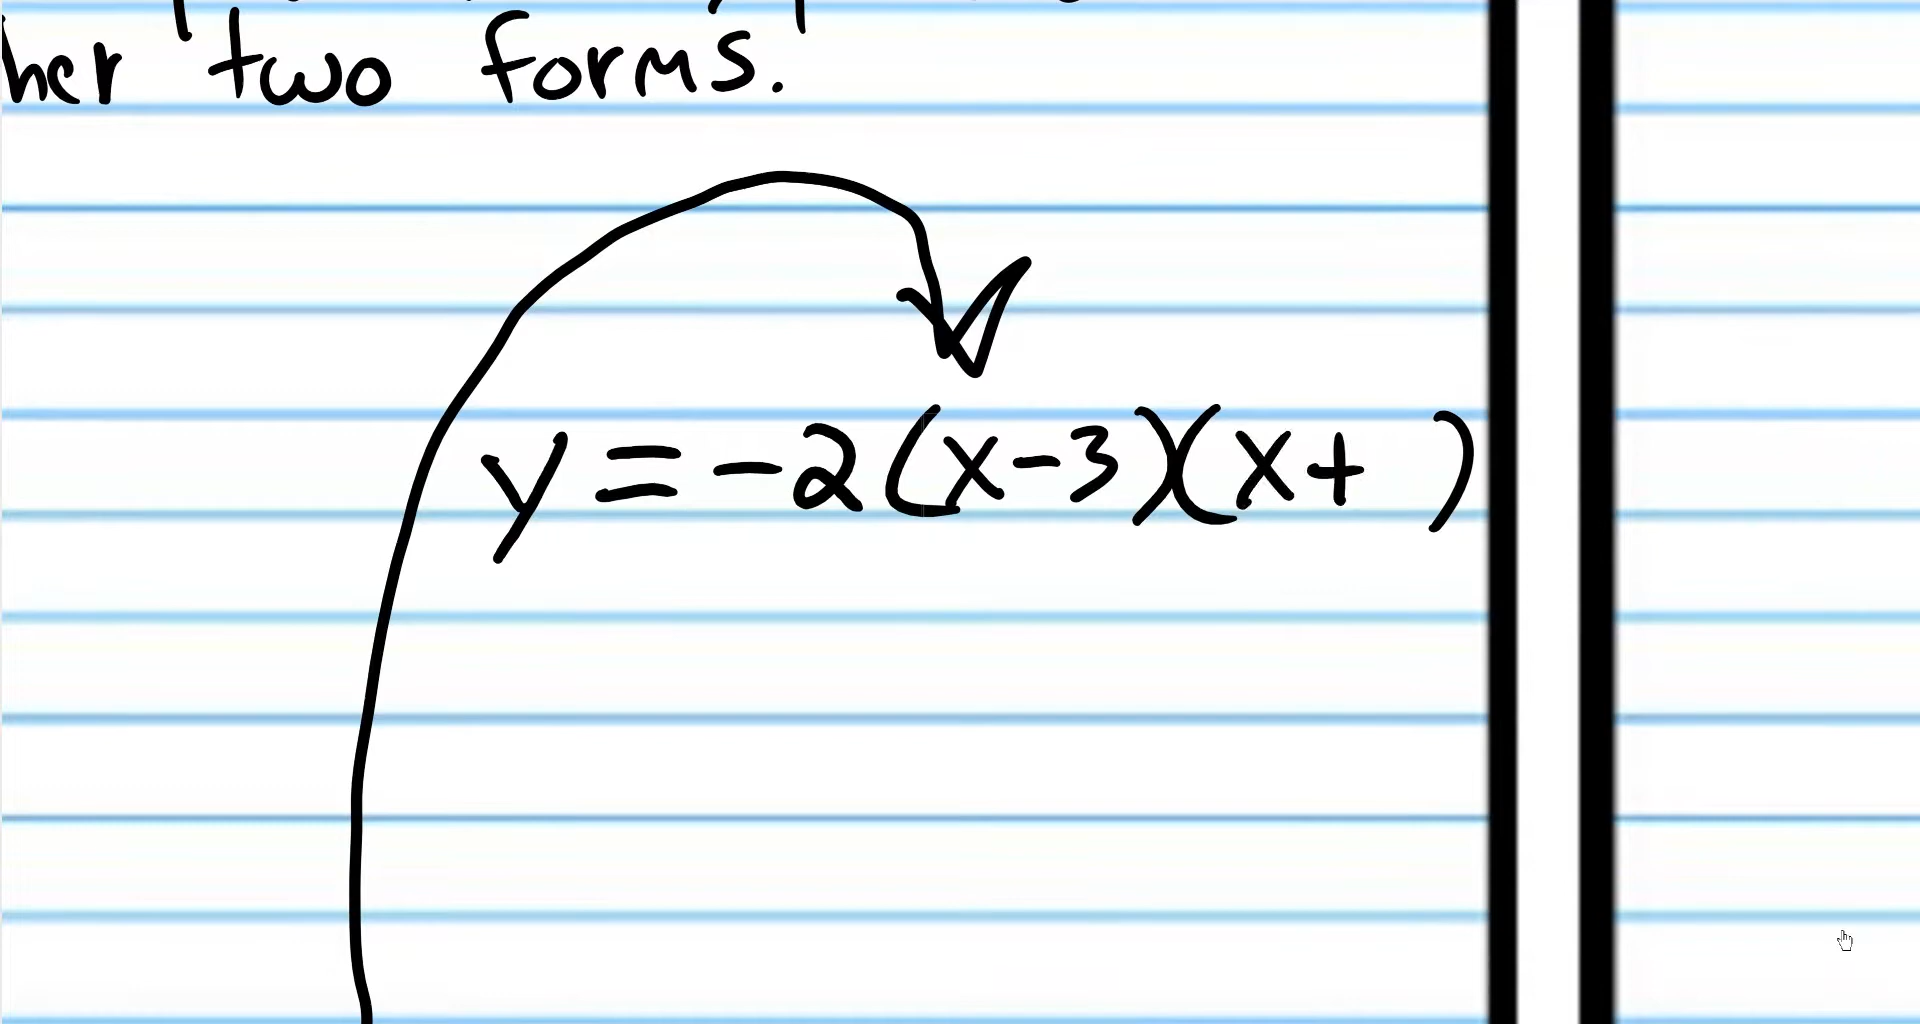 her two forms.
y = -2(x-3)(x+ )